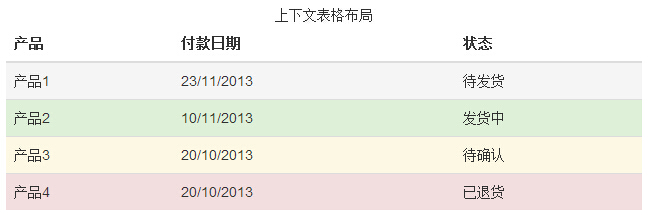 上下文表格布局
产品 付款日期 状态
产品1 23/11/2013 待发货
产品2 10/11/2013 发货中
产品3 20/10/2013 待确认
产品4 20/10/2013 已退货